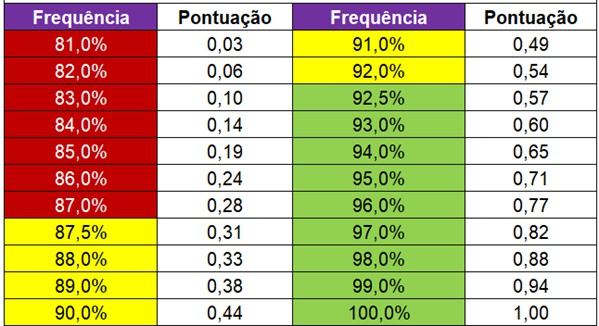 Frequência Pontuação Frequência Pontuação
81,0% 0,03 91,0% 0,49
82,0% 0,06 92,0% 0,54
83,0% 0,10 92,5% 0,57
84,0% 0,14 93,0% 0,60
85,0% 0,19 94,0% 0,65
86,0% 0,24 95,0% 0,71
87,0% 0,28 96,0% 0,77
87,5% 0,31 97,0% 0,82
88,0% 0,33 98,0% 0,88
89,0% 0,38 99,0% 0,94
90,0% 0,44 100,0% 1,00